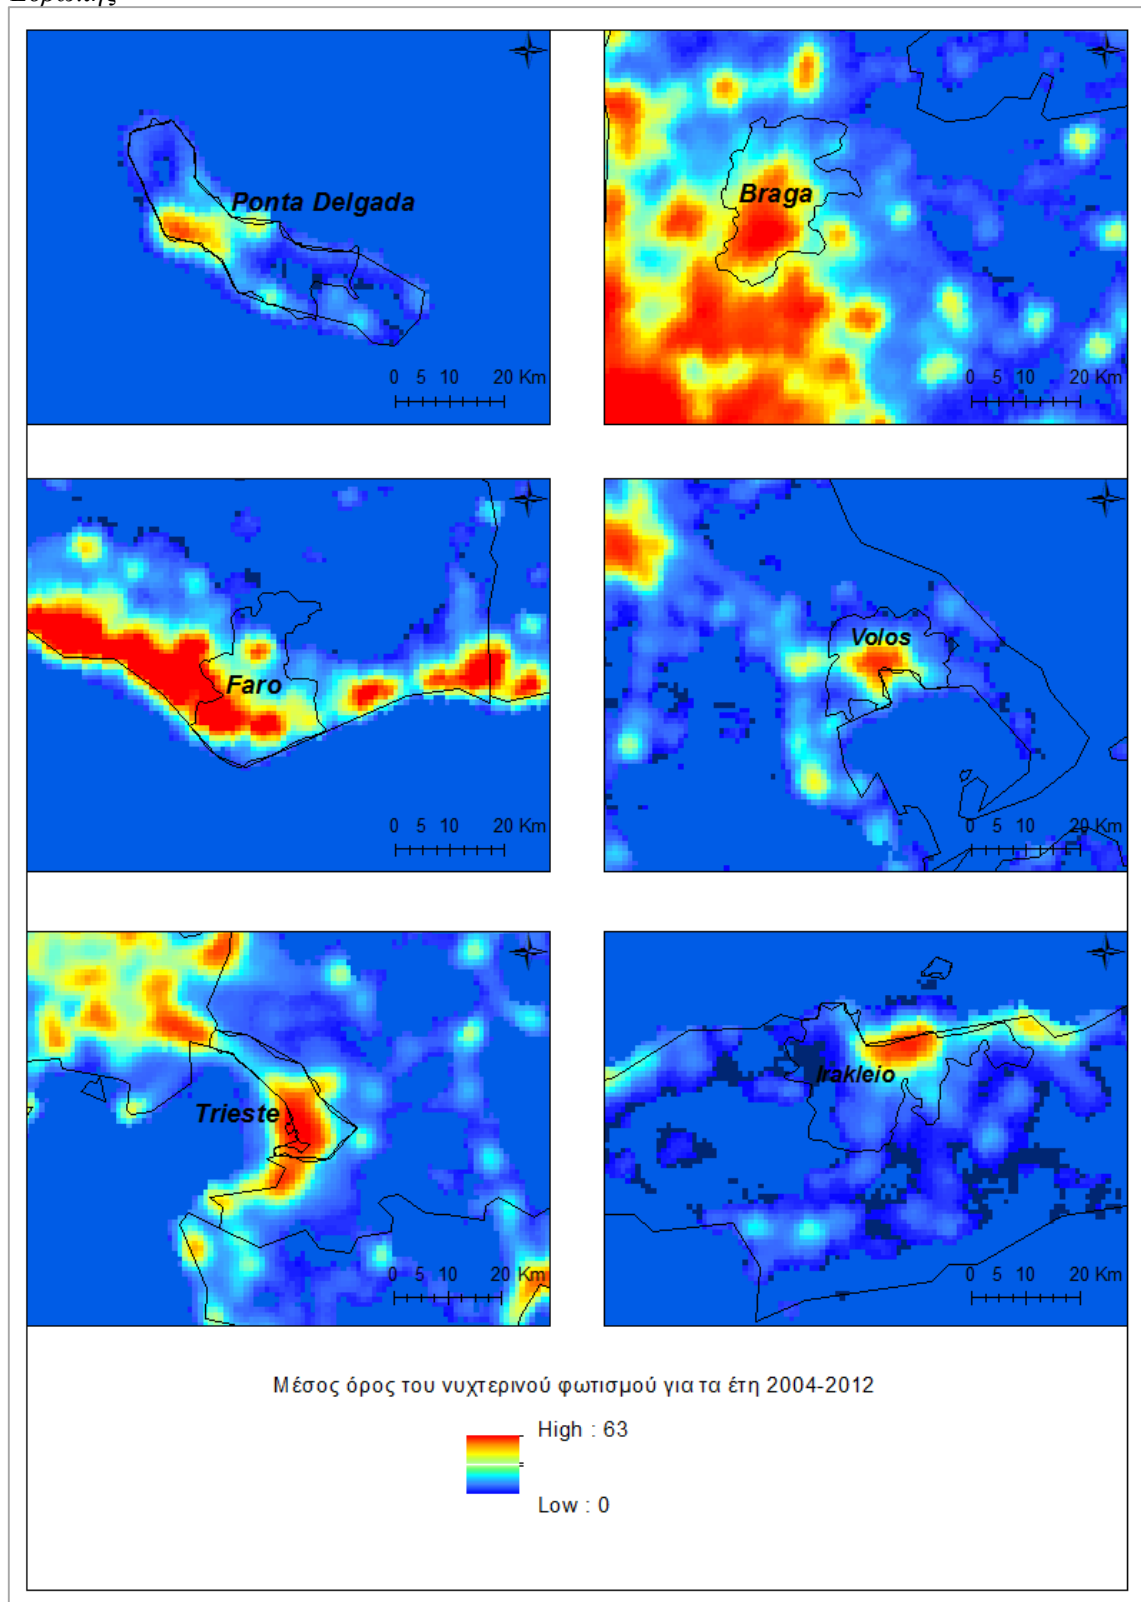 Ευρώπης
Ponta Delgada
0 5 10 20 Km
Braga
0 5 10 20 Km
Faro
0 5 10 20 Km
Volos
0 5 10 20 Km
Trieste
0 5 10 20 Km
Irakleio
0 5 10 20 Km
Μέσος όρος του νυχτερινού φωτισμού για τα έτη 2004-2012
High : 63
Low : 0